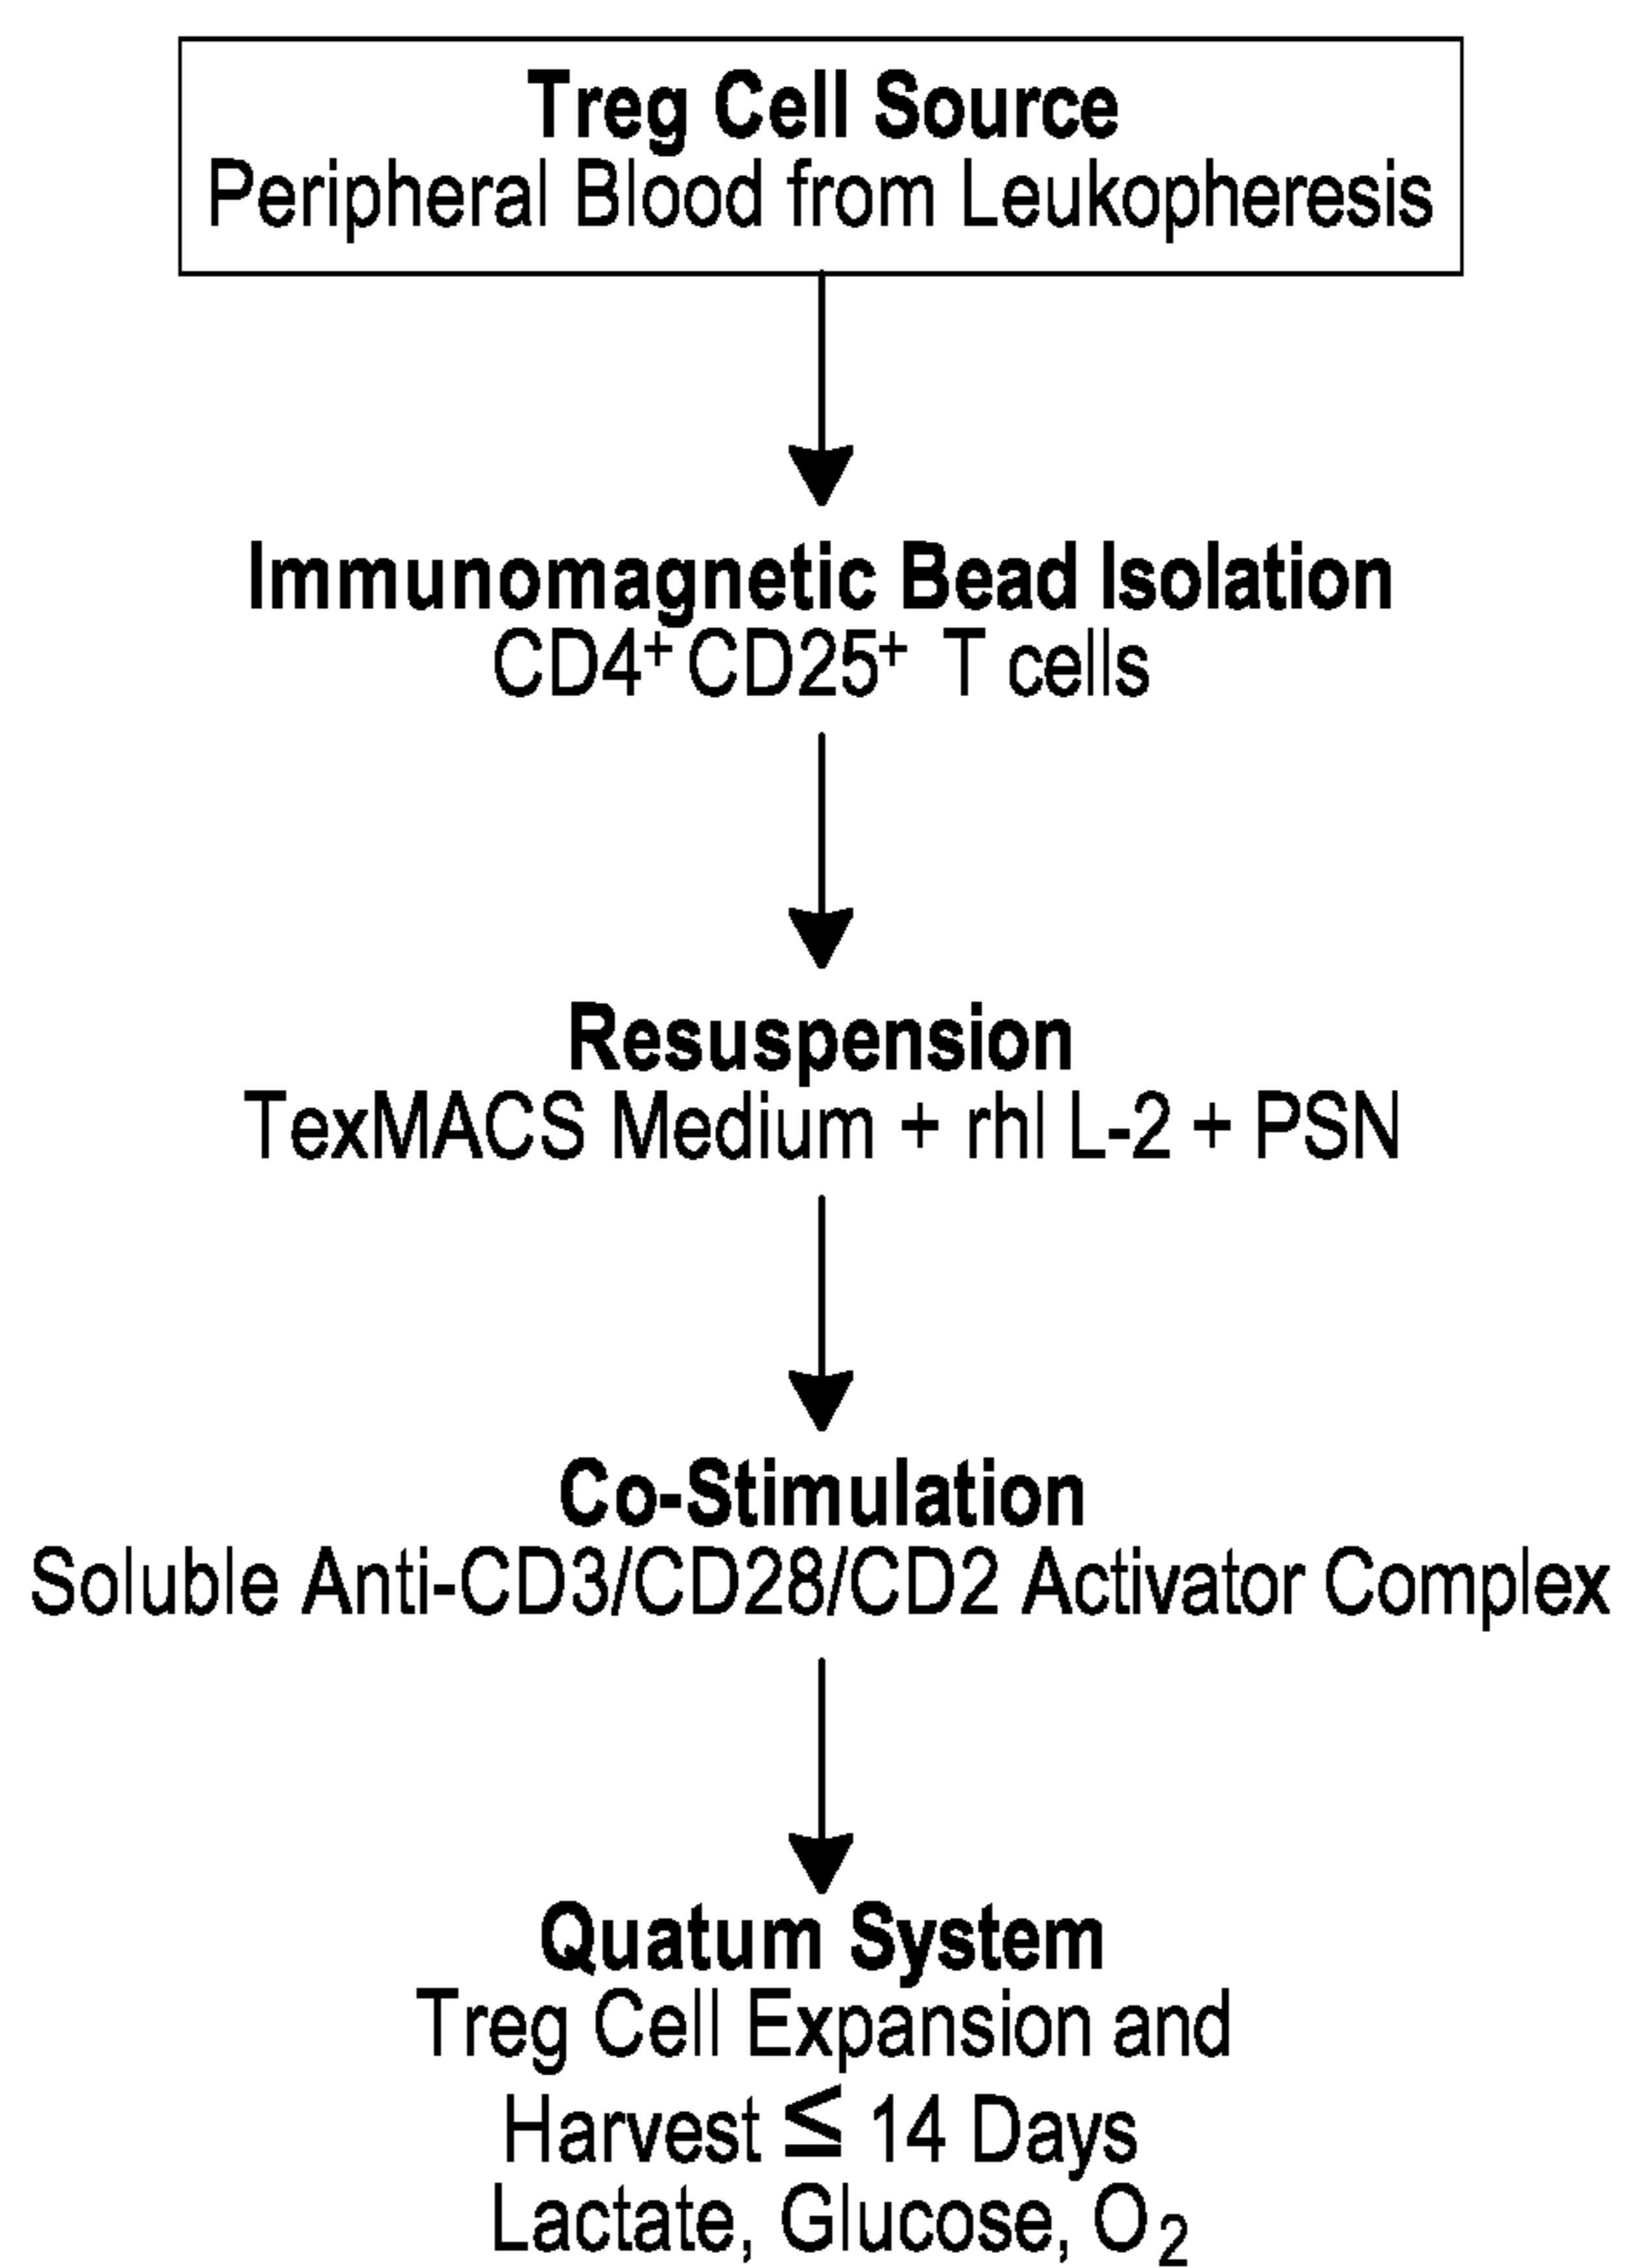 Treg Cell Source
Peripheral Blood from Leukopheresis
Immunomagnetic Bead Isolation
CD4⁺ CD25⁺ T cells
Resuspension
TexMACS Medium + rhI L-2 + PSN
Co-Stimulation
Soluble Anti-CD3/CD28/CD2 Activator Complex
Quatum System
Treg Cell Expansion and
Harvest ≤ 14 Days
Lactate, Glucose, O₂